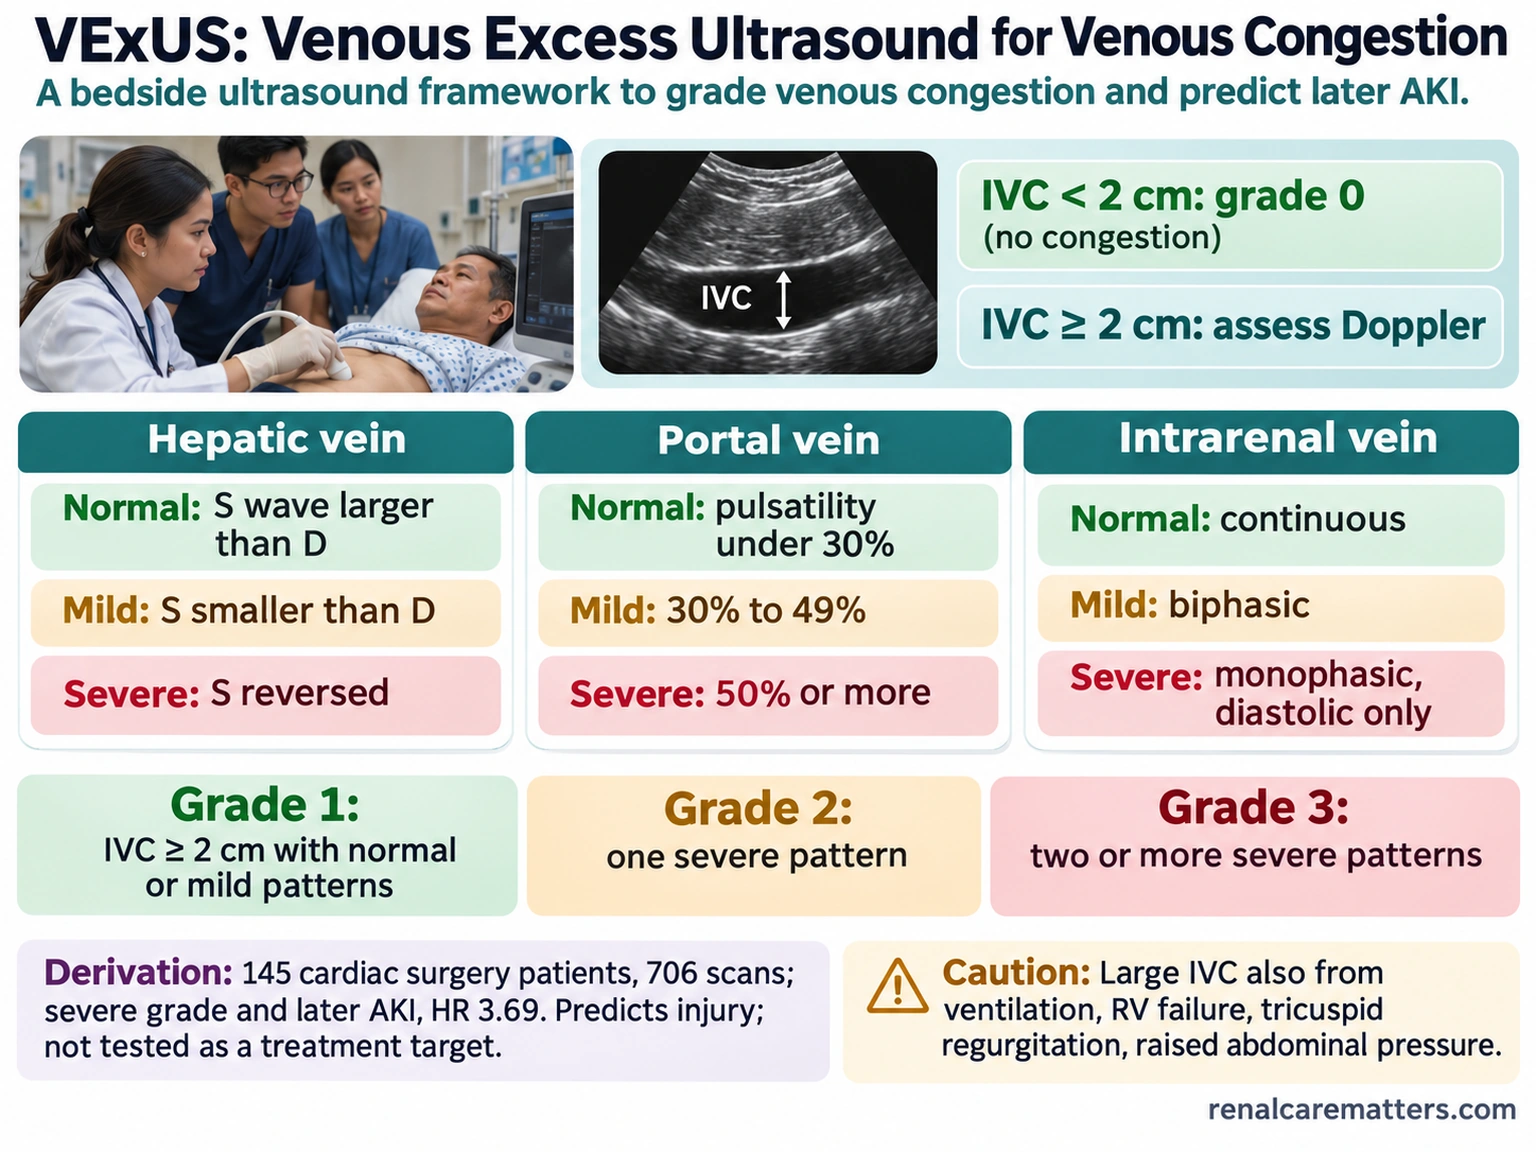 VExUS: Venous Excess Ultrasound for Venous Congestion
A bedside ultrasound framework to grade venous congestion and predict later AKI.
IVC
IVC < 2 cm: grade 0
(no congestion)
IVC ≥ 2 cm: assess Doppler
Hepatic vein
Normal: S wave larger
than D
Mild: S smaller than D
Severe: S reversed
Portal vein
Normal: pulsatility
under 30%
Mild: 30% to 49%
Severe: 50% or more
Intrarenal vein
Normal: continuous
Mild: biphasic
Severe: monophasic,
diastolic only
Grade 1:
IVC ≥ 2 cm with normal
or mild patterns
Grade 2:
one severe pattern
Grade 3:
two or more severe patterns
Derivation: 145 cardiac surgery patients, 706 scans;
severe grade and later AKI, HR 3.69. Predicts injury;
not tested as a treatment target.
Caution: Large IVC also from
ventilation, RV failure, tricuspid
regurgitation, raised abdominal pressure.
renalcarematters.com